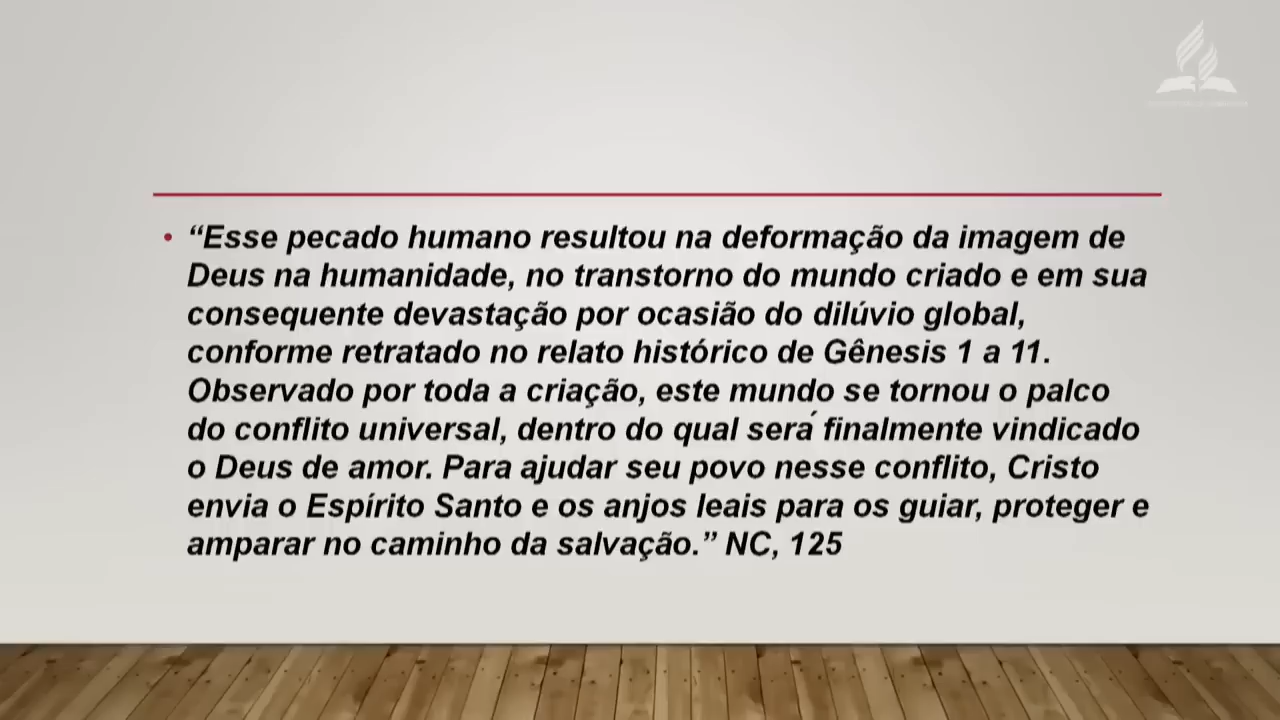 • “Esse pecado humano resultou na deformação da imagem de
Deus na humanidade, no transtorno do mundo criado e em sua
consequente devastação por ocasião do dilúvio global,
conforme retratado no relato histórico de Gênesis 1 a 11.
Observado por toda a criação, este mundo se tornou o palco
do conflito universal, dentro do qual será finalmente vindicado
o Deus de amor. Para ajudar seu povo nesse conflito, Cristo
envia o Espírito Santo e os anjos leais para os guiar, proteger e
amparar no caminho da salvação.” NC, 125